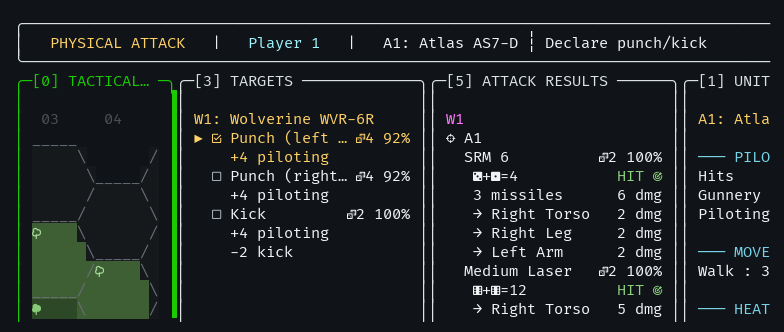 PHYSICAL ATTACK | Player 1 | A1: Atlas AS7-D ¦ Declare punch/kick
[0] TACTICAL…
03 04
[3] TARGETS
W1: Wolverine WVR-6R
▶ ☑ Punch (left … 4 92%
+4 piloting
☐ Punch (right… 4 92%
+4 piloting
☐ Kick 2 100%
+4 piloting
-2 kick
[5] ATTACK RESULTS
W1
A1
SRM 6 2 100%
⚂+⚀=4 HIT
3 missiles 6 dmg
→ Right Torso 2 dmg
→ Right Leg 2 dmg
→ Left Arm 2 dmg
Medium Laser 2 100%
⚅+⚅=12 HIT
→ Right Torso 5 dmg
[1] UNIT
A1: Atla
PILO
Hits
Gunnery
Piloting
MOVE
Walk : 3
HEAT